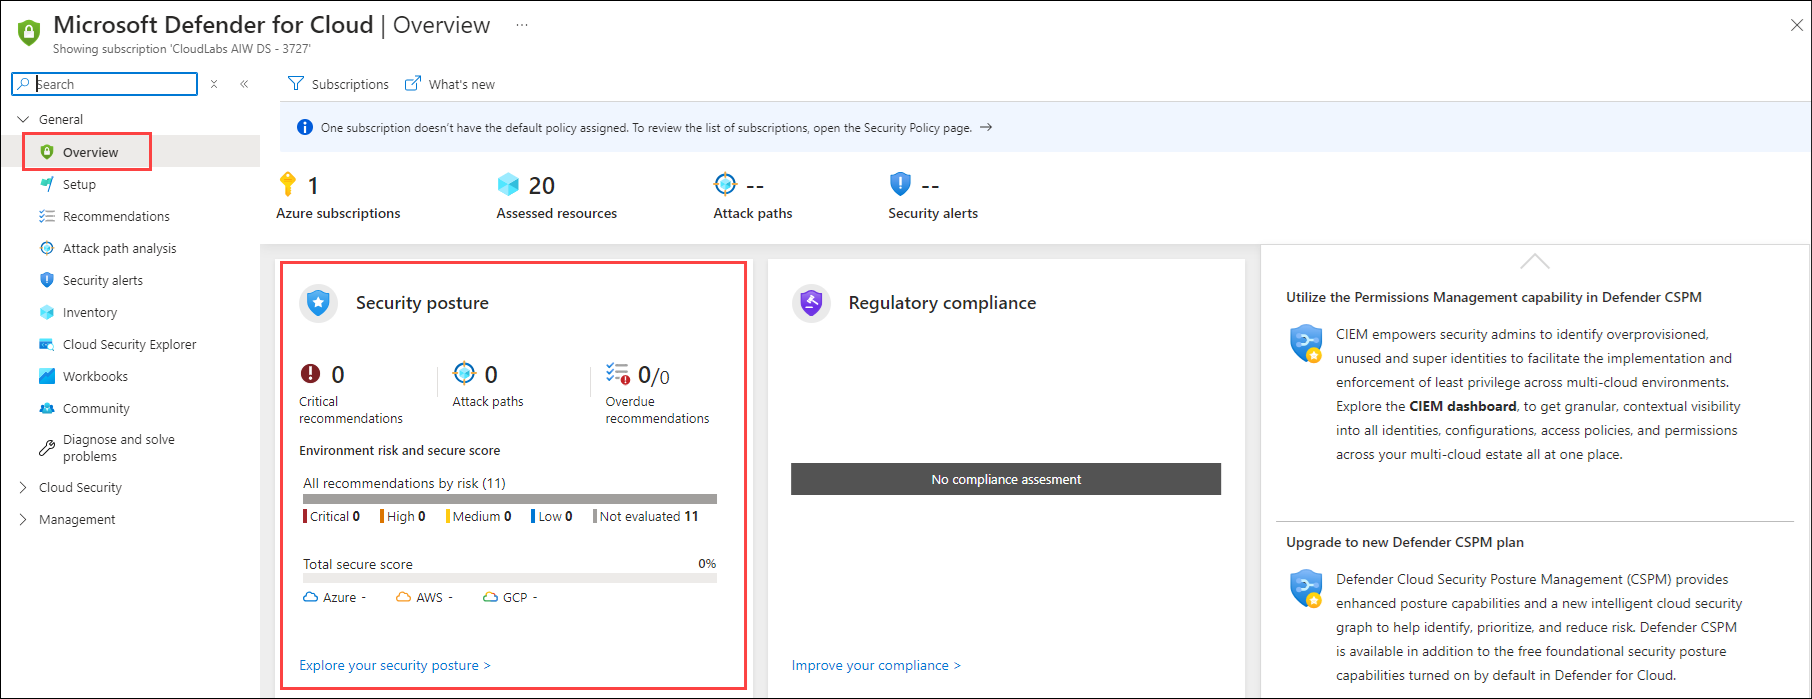 Microsoft Defender for Cloud | Overview ...
Showing subscription 'CloudLabs AIW DS - 3727'
Search
Subscriptions
What's new
General
One subscription doesn't have the default policy assigned. To review the list of subscriptions, open the Security Policy page. →
Overview
Setup
Recommendations
Attack path analysis
Security alerts
Inventory
Cloud Security Explorer
Workbooks
Community
Diagnose and solve
problems
Cloud Security
Management
1
Azure subscriptions
20
Assessed resources
--
Attack paths
--
Security alerts
Security posture
0
Critical
recommendations
0
Attack paths
0/0
Overdue
recommendations
Environment risk and secure score
All recommendations by risk (11)
Critical 0 High 0 Medium 0 Low 0 Not evaluated 11
Total secure score 0%
Azure - AWS - GCP -
Explore your security posture >
Regulatory compliance
No compliance assesment
Improve your compliance >
Utilize the Permissions Management capability in Defender CSPM
CIEM empowers security admins to identify overprovisioned,
unused and super identities to facilitate the implementation and
enforcement of least privilege across multi-cloud environments.
Explore the CIEM dashboard, to get granular, contextual visibility
into all identities, configurations, access policies, and permissions
across your multi-cloud estate all at one place.
Upgrade to new Defender CSPM plan
Defender Cloud Security Posture Management (CSPM) provides
enhanced posture capabilities and a new intelligent cloud security
graph to help identify, prioritize, and reduce risk. Defender CSPM
is available in addition to the free foundational security posture
capabilities turned on by default in Defender for Cloud.